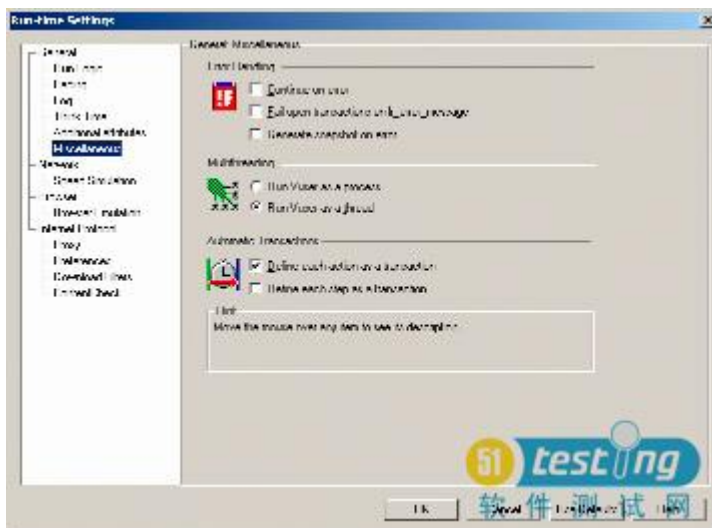 Run-time Settings
General
Run Logic
Pacing
Log
Think Time
Additional attributes
Miscellaneous
Network
Speed Simulation
Browser
Browser Emulation
Internet Protocol
Proxy
Preferences
Download Filters
ContentCheck
General: Miscellaneous
Error Handling
Continue on error
Fail open transactions on lr_error_message
Generate snapshot on error
Multithreading
Run Vuser as a process
Run Vuser as a thread
Automatic Transactions
Define each action as a transaction
Define each step as a transaction
Hint
Move the mouse over any item to see its description
51 testing
软件测试网
OK
Cancel
Use Defaults